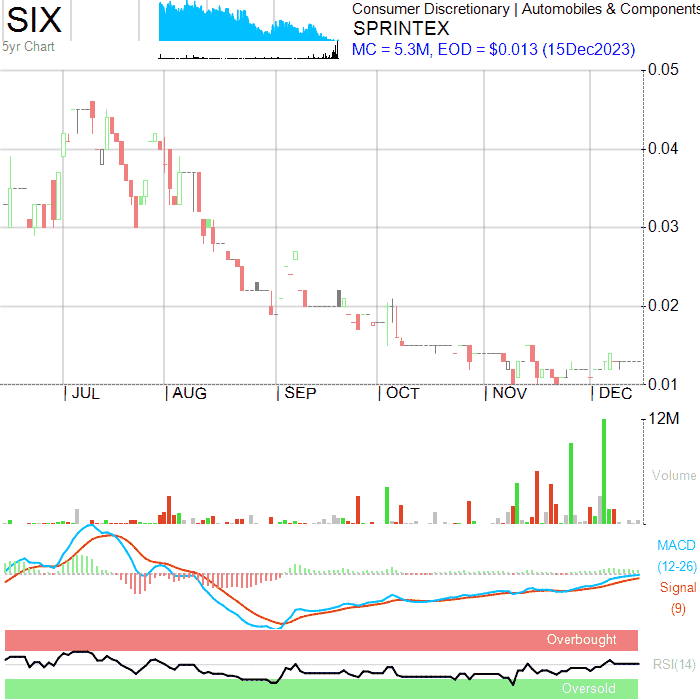 SIX
5yr Chart
Consumer Discretionary | Automobiles & Components
SPRINTEX
MC = 5.3M, EOD = $0.013 (15Dec2023)
0.05
0.04
0.03
0.02
0.01
JUL
AUG
SEP
OCT
NOV
DEC
12M
Volume
MACD
(12-26)
Signal
(9)
Overbought
RSI(14)
Oversold